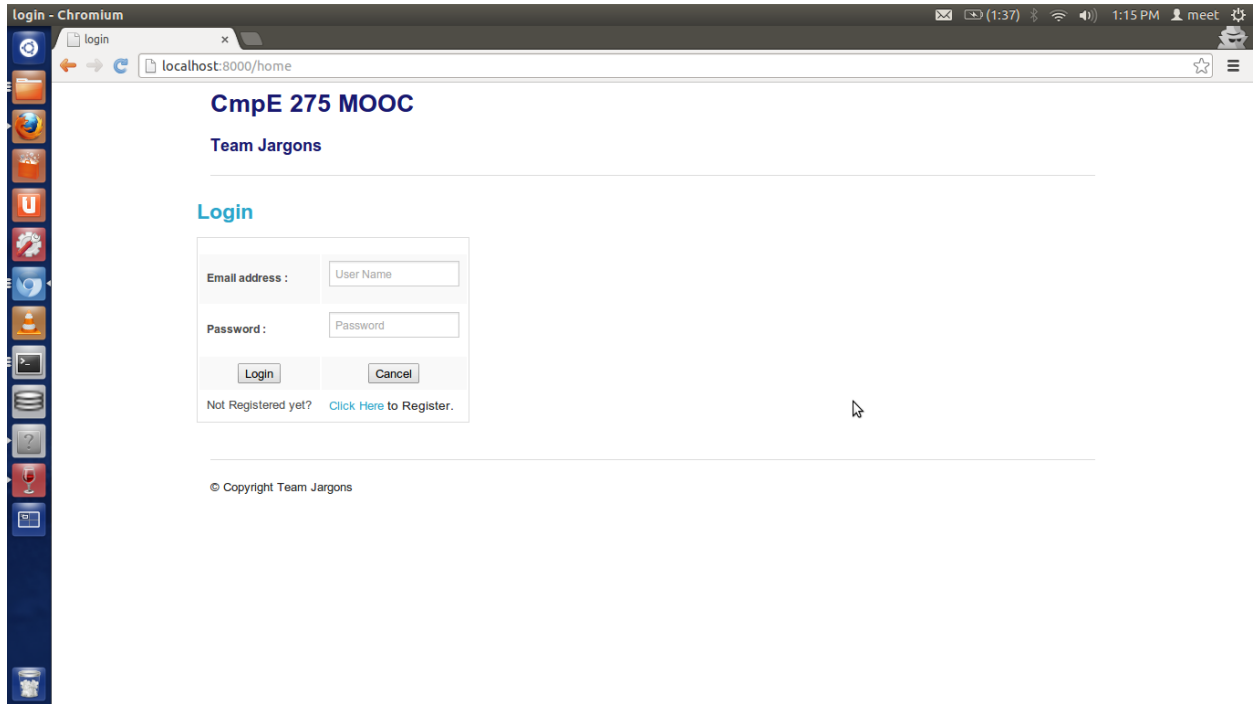 login - Chromium
(1:37) 1:15 PM meet
login
localhost:8000/home
CmpE 275 MOOC
Team Jargons
Login
Email address : User Name
Password : Password
Login Cancel
Not Registered yet? Click Here to Register.
© Copyright Team Jargons